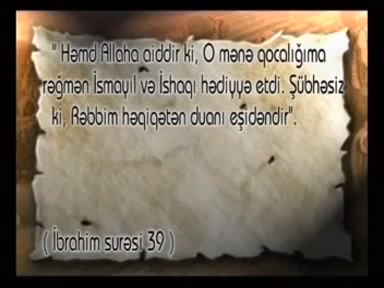 " Həmd Allaha aiddir ki, O mənə qocalığıma
rəğmən İsmayıl və İshaqı hədiyyə etdi. Şübhəsiz
ki, Rəbbim həqiqətən duanı eşidəndir".
( İbrahim surəsi 39 )